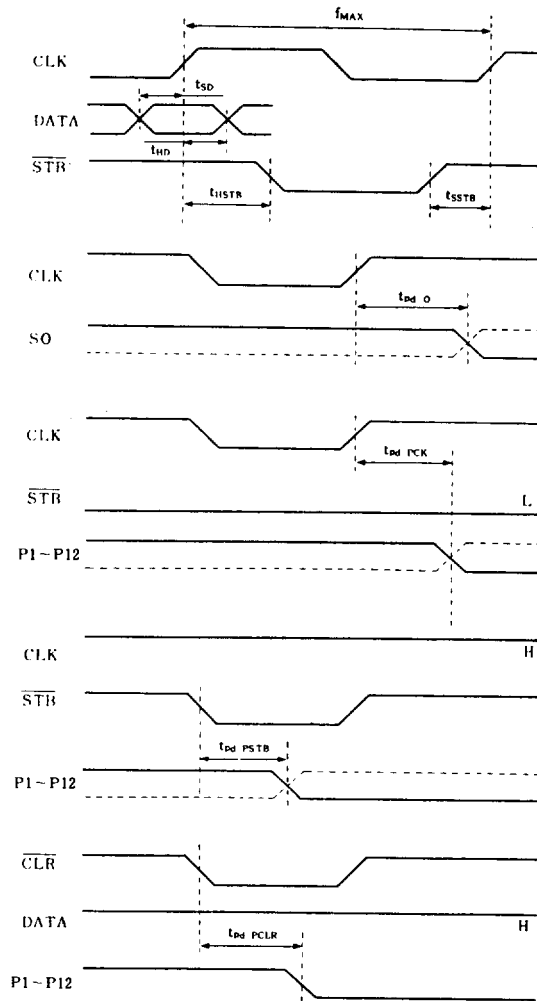 fMAX
CLK
tSD
DATA
tHD
STB
tHSTB
tSSTB
CLK
tpd O
SO
CLK
tpd PCK
STB
L
P1~P12
CLK
H
STB
tpd PSTB
P1~P12
CLR
DATA
H
tpd PCLR
P1~P12